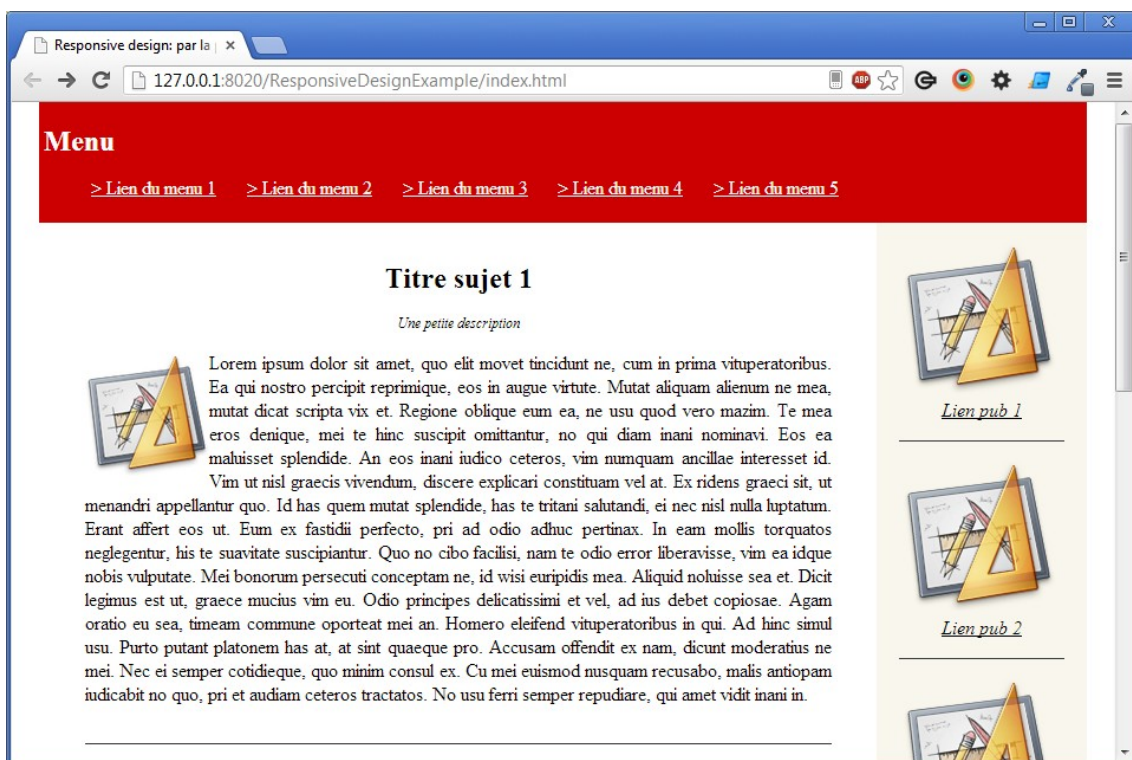 Responsive design: par la
127.0.0.1:8020/ResponsiveDesignExample/index.html
ABP
Menu
> Lien du menu 1 > Lien du menu 2 > Lien du menu 3 > Lien du menu 4 > Lien du menu 5
Titre sujet 1
Une petite description
Lorem ipsum dolor sit amet, quo elit movet tincidunt ne, cum in prima vituperatoribus.
Ea qui nostro percipit reprimique, eos in augue virtute. Mutat aliquam alienum ne mea,
mutat dicat scripta vix et. Regione oblique eum ea, ne usu quod vero mazim. Te mea
eros denique, mei te hinc suscipit omittantur, no qui diam inani nominavi. Eos ea
maluisset splendide. An eos inani iudico ceteros, vim numquam ancillae interesset id.
Vim ut nisl graecis vivendum, discere explicari constituam vel at. Ex ridens graeci sit, ut
menandri appellantur quo. Id has quem mutat splendide, has te tritani salutandi, ei nec nisl nulla luptatum.
Erant affert eos ut. Eum ex fastidii perfecto, pri ad odio adhuc pertinax. In eam mollis torquatos
neglegentur, his te suavitate suscipiantur. Quo no cibo facilisi, nam te odio error liberavisse, vim ea idque
nobis vulputate. Mei bonorum persecuti conceptam ne, id wisi euripidis mea. Aliquid noluisse sea et. Dicit
legimus est ut, graece mucius vim eu. Odio principes delicatissimi et vel, ad ius debet copiosae. Agam
oratio eu sea, timeam commune oporteat mei an. Homero eleifend vituperatoribus in qui. Ad hinc simul
usu. Purto putant platonem has at, at sint quaeque pro. Accusam offendit ex nam, dicunt moderatius ne
mei. Nec ei semper cotidieque, quo minim consul ex. Cu mei euismod nusquam recusabo, malis antiopam
iudicabit no quo, pri et audiam ceteros tractatos. No usu ferri semper repudiare, qui amet vidit inani in.
Lien pub 1
Lien pub 2